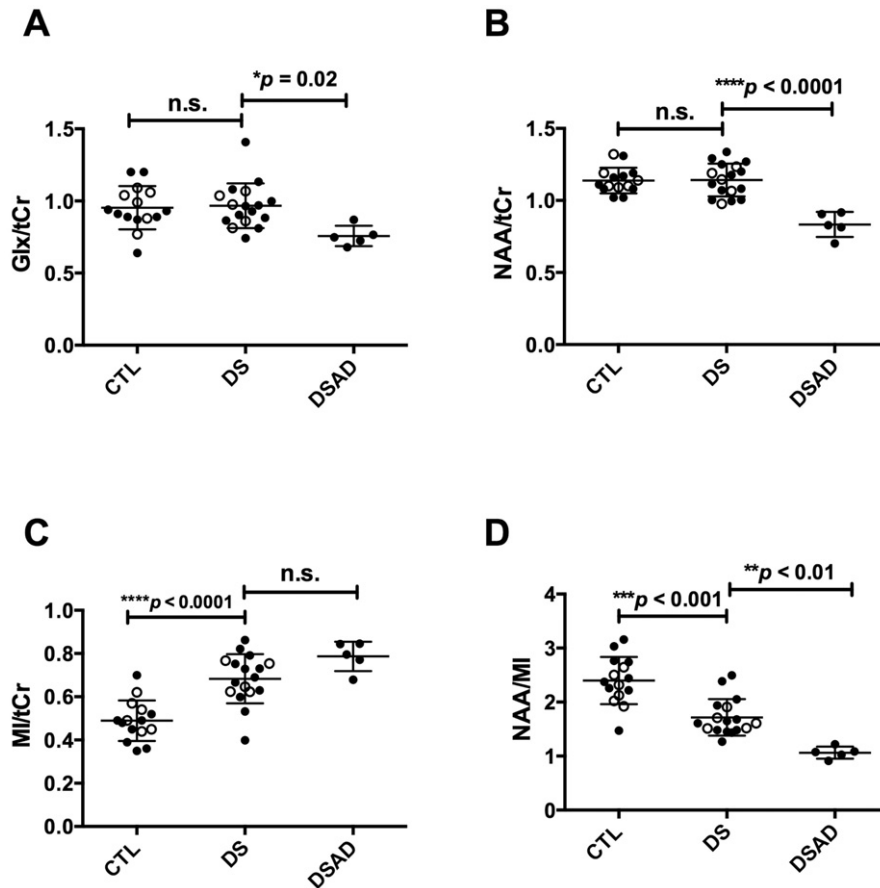 A
*p = 0.02
n.s.
Glx/tCr
1.5
1.0
0.5
0.0
CTL
DS
DSAD
B
****p < 0.0001
n.s.
NAA/tCr
1.5
1.0
0.5
0.0
CTL
DS
DSAD
C
n.s.
****p < 0.0001
MI/tCr
1.0
0.8
0.6
0.4
0.2
0.0
CTL
DS
DSAD
D
**p < 0.01
***p < 0.001
NAA/MI
4
3
2
1
0
CTL
DS
DSAD